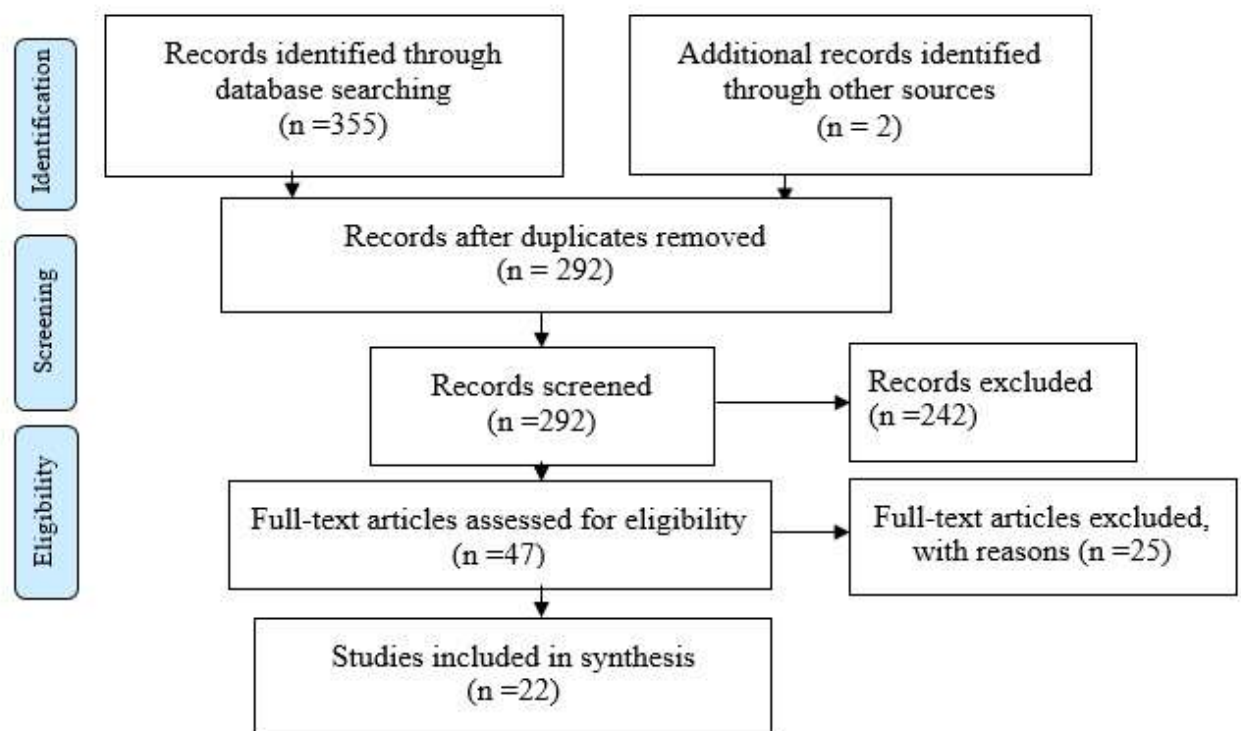 Identification
Records identified through
database searching
(n =355)
Additional records identified
through other sources
(n = 2)
Records after duplicates removed
(n = 292)
Screening
Records screened
(n =292)
Records excluded
(n =242)
Eligibility
Full-text articles assessed for eligibility
(n =47)
Full-text articles excluded,
with reasons (n =25)
Studies included in synthesis
(n =22)